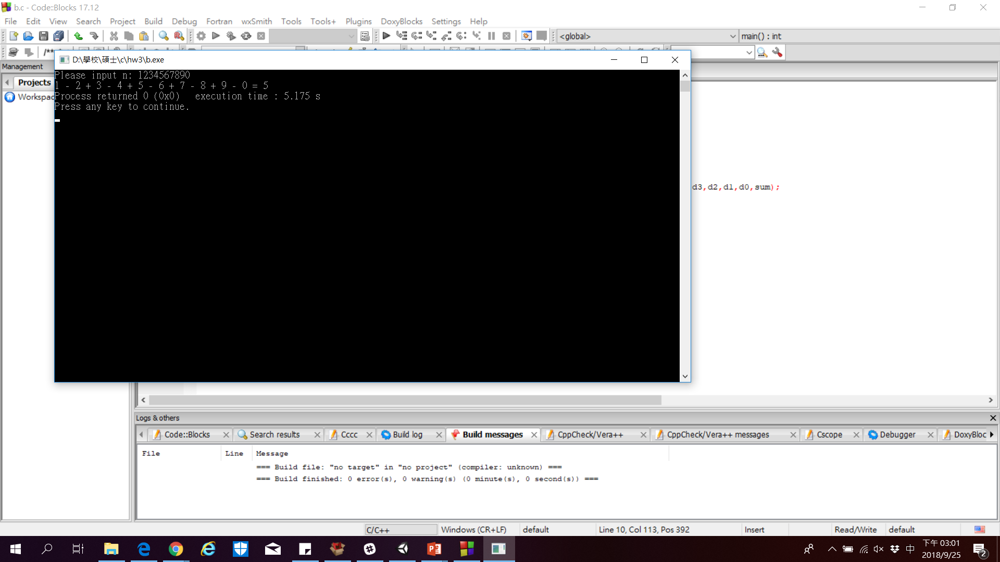 b.c - Code::Blocks 17.12
File Edit View Search Project Build Debug Fortran wxSmith Tools Tools+ Plugins DoxyBlocks Settings Help
<global>
main() : int
/**
D:\學校\碩士\c\hw3\b.exe
Management
Projects
Workspac
Please input n: 1234567890
1 - 2 + 3 - 4 + 5 - 6 + 7 - 8 + 9 - 0 = 5
Process returned 0 (0x0)   execution time : 5.175 s
Press any key to continue.
d3,d2,d1,d0,sum);
Logs & others
Code::Blocks Search results Cccc Build log Build messages CppCheck/Vera++ CppCheck/Vera++ messages Cscope Debugger DoxyBloc
File Line Message
=== Build file: "no target" in "no project" (compiler: unknown) ===
=== Build finished: 0 error(s), 0 warning(s) (0 minute(s), 0 second(s)) ===
C/C++ Windows (CR+LF) default Line 10, Col 113, Pos 392 Insert Read/Write default
中
下午 03:01
2018/9/25
2